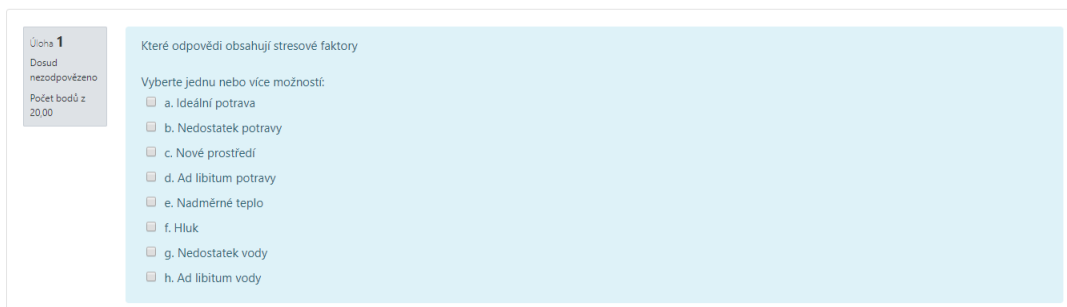 Úloha 1
Dosud
nezodpovězeno
Počet bodů z
20,00
Které odpovědi obsahují stresové faktory
Vyberte jednu nebo více možností:
a. Ideální potrava
b. Nedostatek potravy
c. Nové prostředí
d. Ad libitum potravy
e. Nadměrné teplo
f. Hluk
g. Nedostatek vody
h. Ad libitum vody